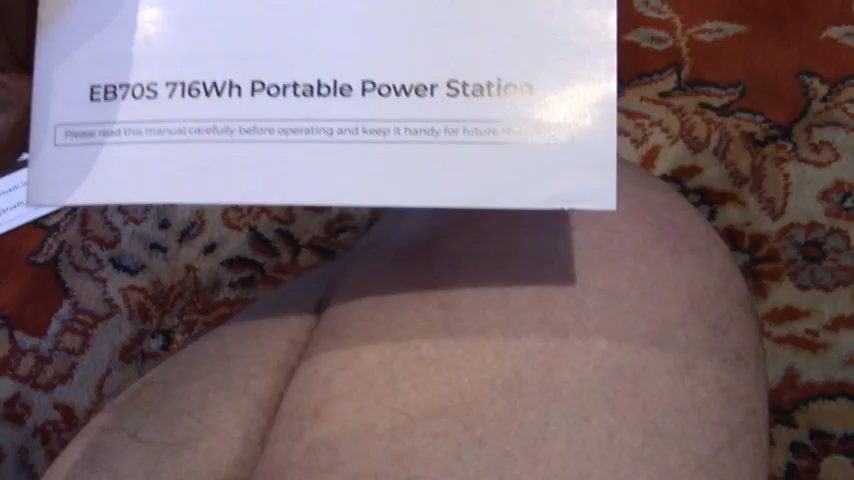 EB70S 716Wh Portable Power Station
Please read this manual carefully before operating and keep it handy for future